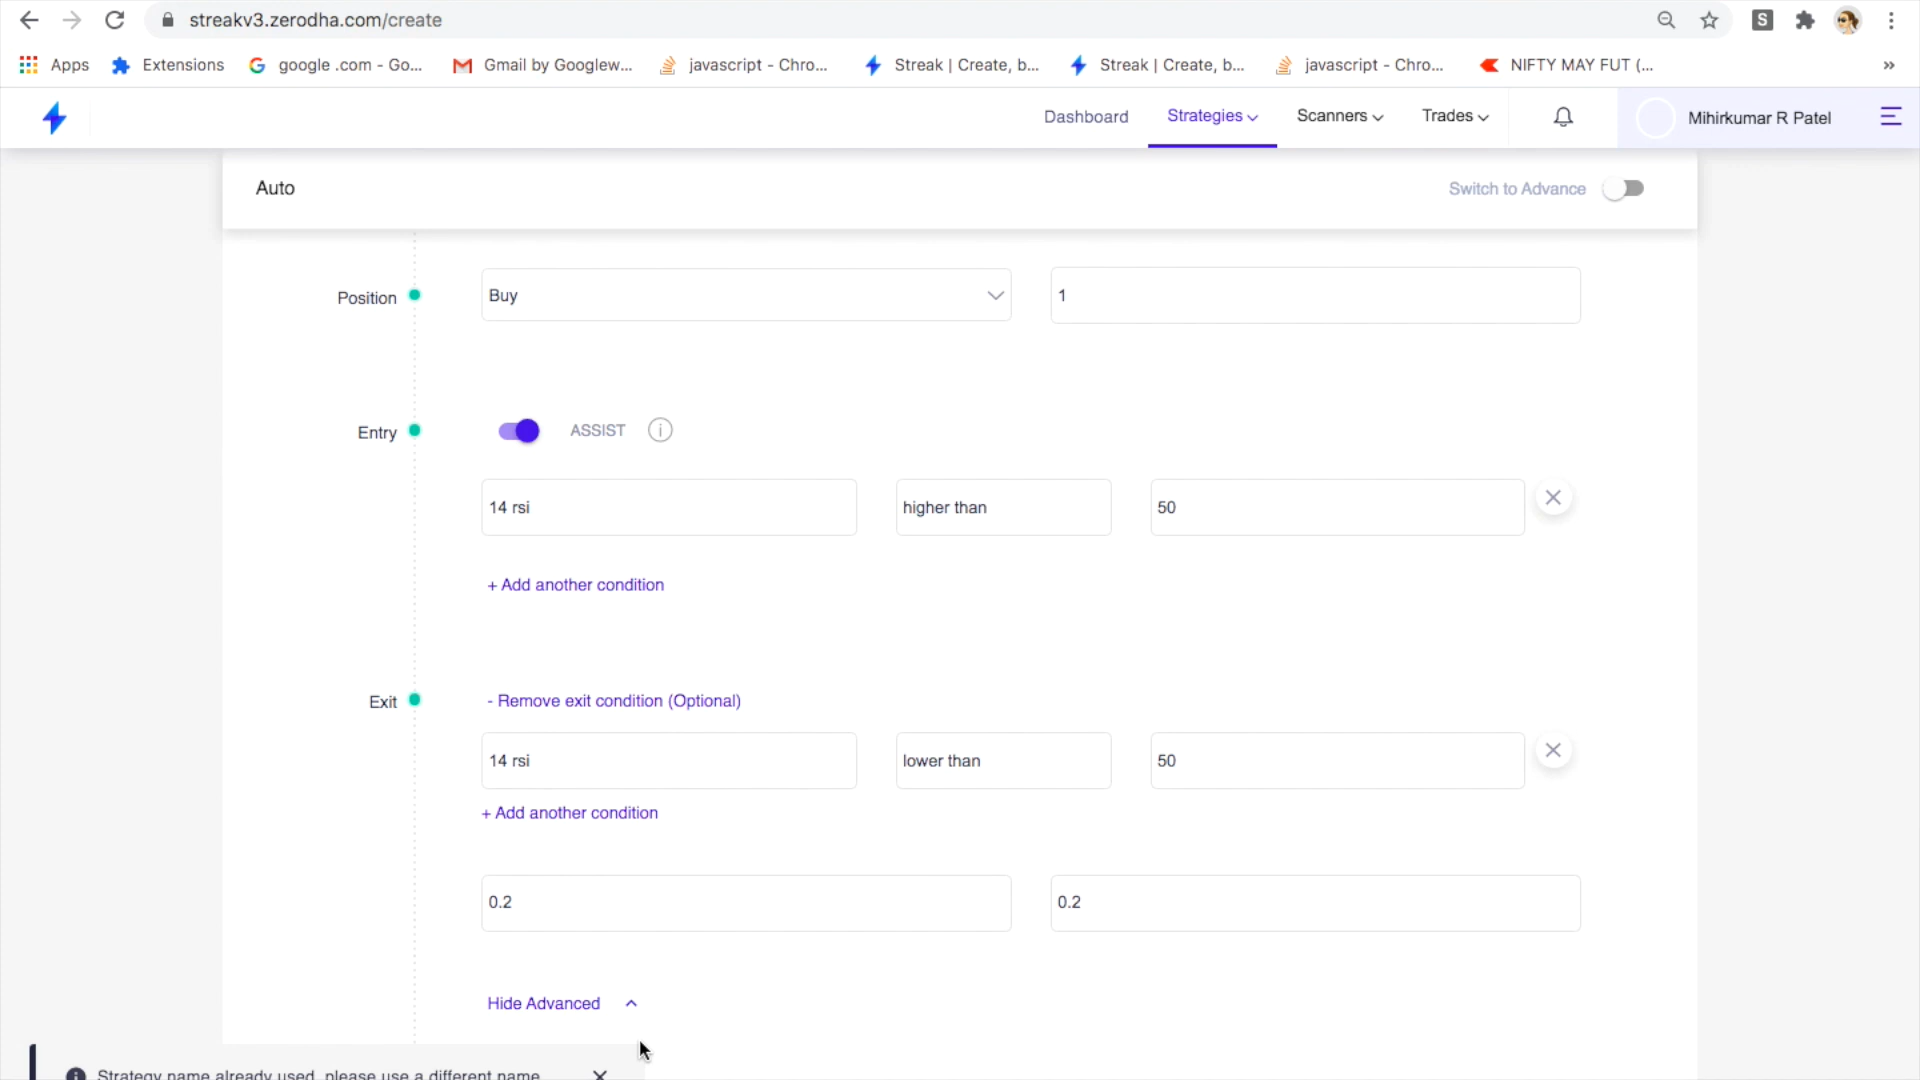 streakv3.zerodha.com/create
S
Apps Extensions google .com - Go... Gmail by Googlew... javascript - Chro... Streak | Create, b... Streak | Create, b... javascript - Chro... NIFTY MAY FUT (... »
Dashboard Strategies Scanners Trades Mihirkumar R Patel
Auto Switch to Advance
Position Buy 1
Entry ASSIST i
14 rsi higher than 50
+ Add another condition
Exit - Remove exit condition (Optional)
14 rsi lower than 50
+ Add another condition
0.2 0.2
Hide Advanced
Strategy name already used, please use a different name